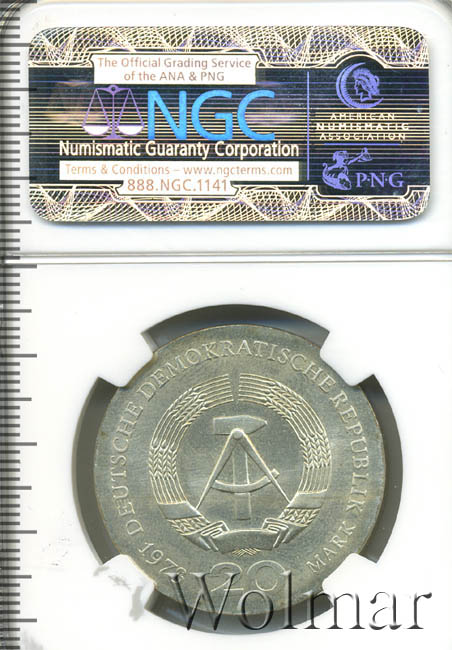 The Official Grading Service
of the ANA & PNG
NGC
Numismatic Guaranty Corporation
Terms & Conditions – www.ngcterms.com
888.NGC.1141
AMERICAN
NUMISMATIC
ASSOCIATION
P·N·G
DEUTSCHE DEMOKRATISCHE REPUBLIK
20 MARK
Wolmar